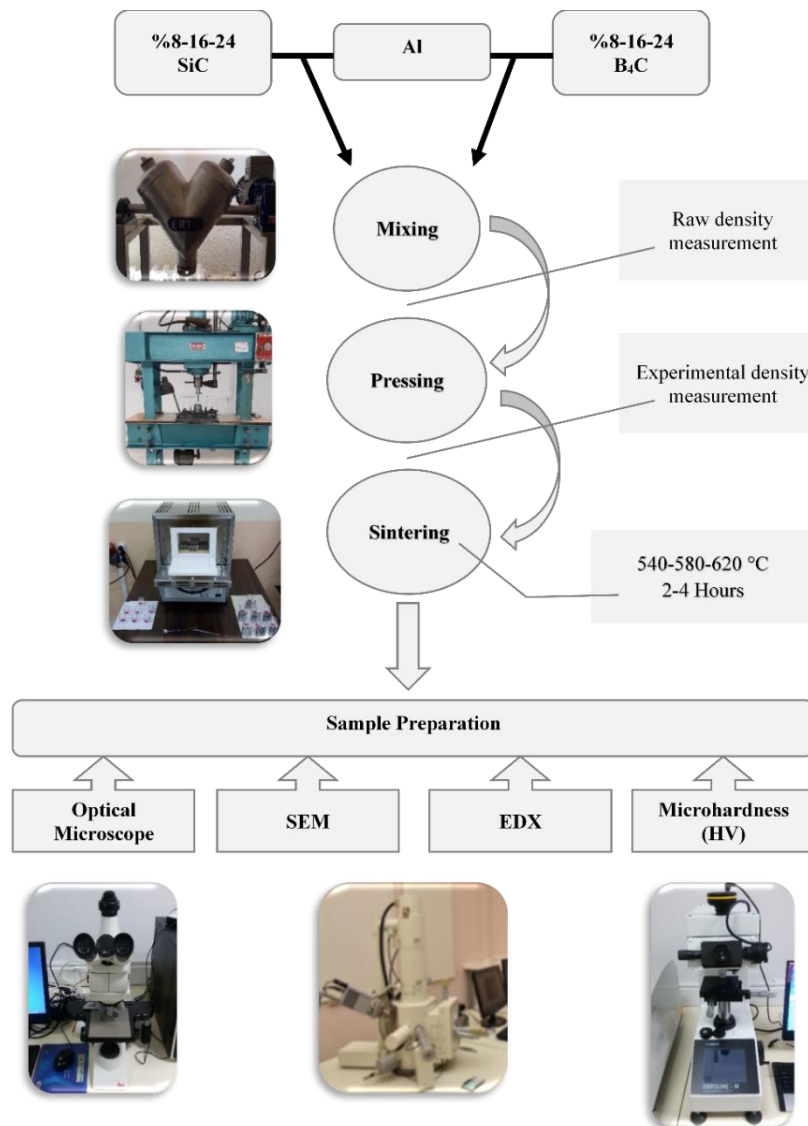 %8-16-24
SiC
Al
%8-16-24
B₄C
Mixing
Raw density
measurement
Pressing
Experimental density
measurement
Sintering
540-580-620 °C
2-4 Hours
Sample Preparation
Optical
Microscope
SEM
EDX
Microhardness
(HV)